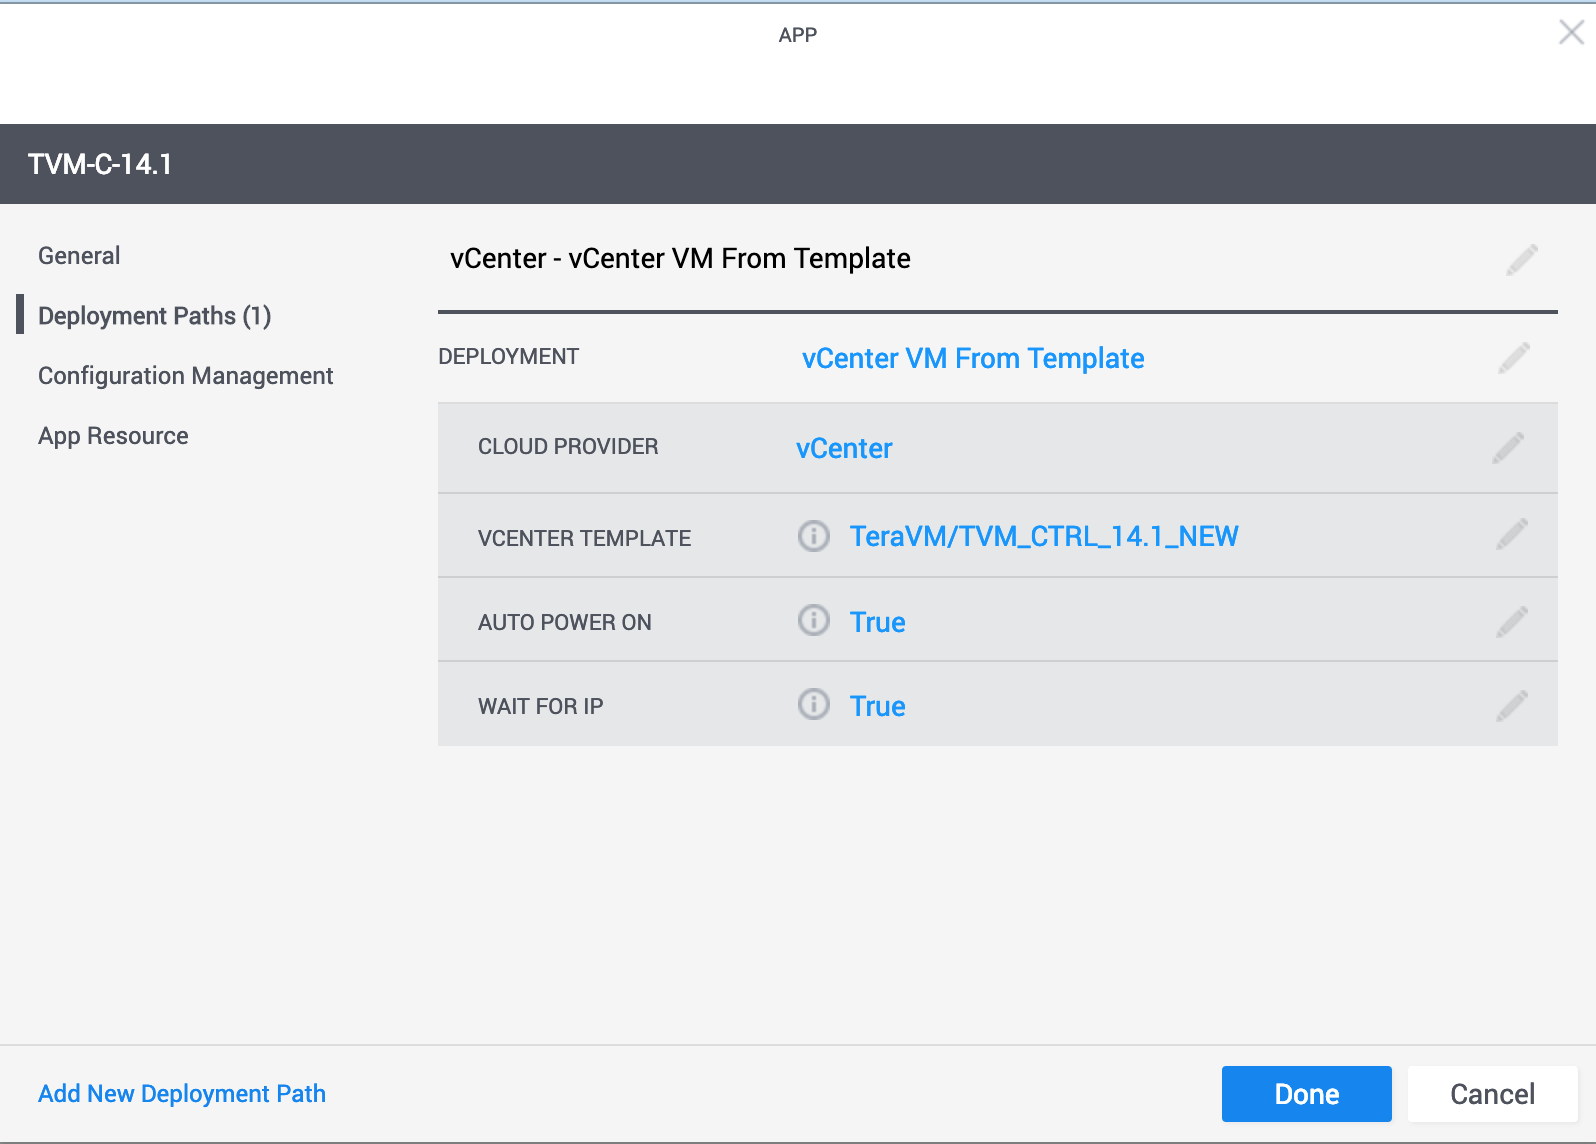 APP
TVM-C-14.1
General
Deployment Paths (1)
Configuration Management
App Resource
vCenter - vCenter VM From Template
DEPLOYMENT vCenter VM From Template
CLOUD PROVIDER vCenter
VCENTER TEMPLATE TeraVM/TVM_CTRL_14.1_NEW
AUTO POWER ON True
WAIT FOR IP True
Add New Deployment Path
Done
Cancel